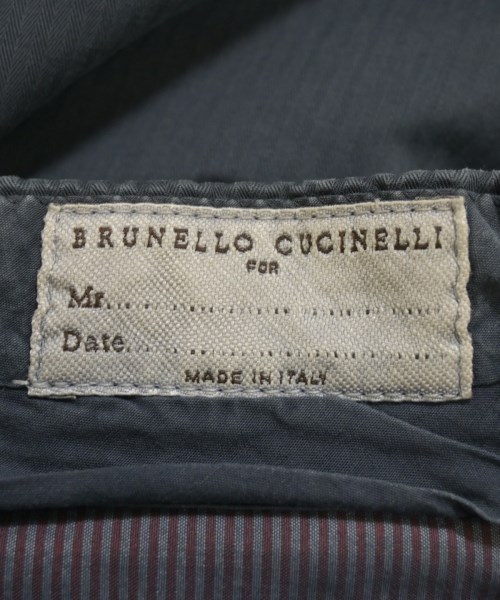 BRUNELLO CUCINELLI
FOR
Mr.
Date
MADE IN ITALY